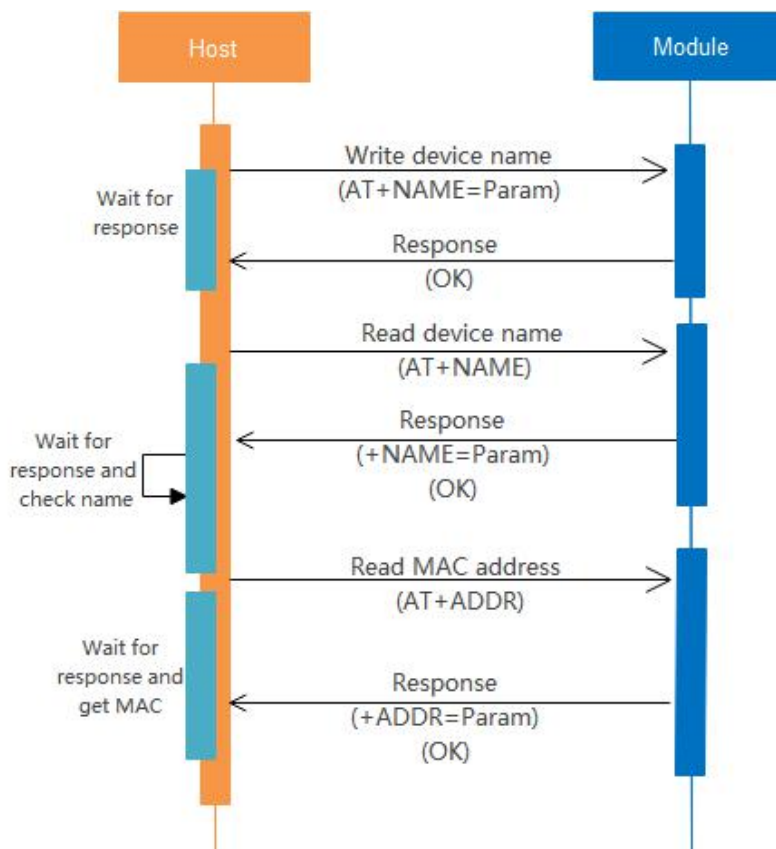 Host
Module
Write device name
(AT+NAME=Param)
Wait for
response
Response
(OK)
Read device name
(AT+NAME)
Response
(+NAME=Param)
(OK)
Wait for
response and
check name
Read MAC address
(AT+ADDR)
Wait for
response and
get MAC
Response
(+ADDR=Param)
(OK)